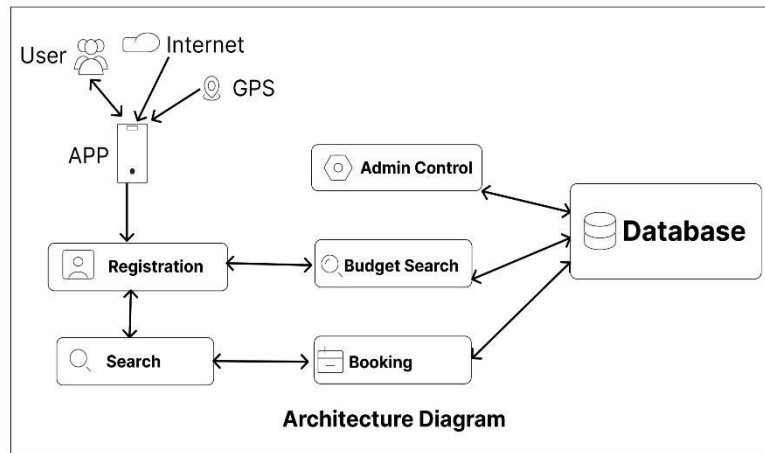 User
Internet
GPS
APP
Admin Control
Database
Registration
Budget Search
Search
Booking
Architecture Diagram